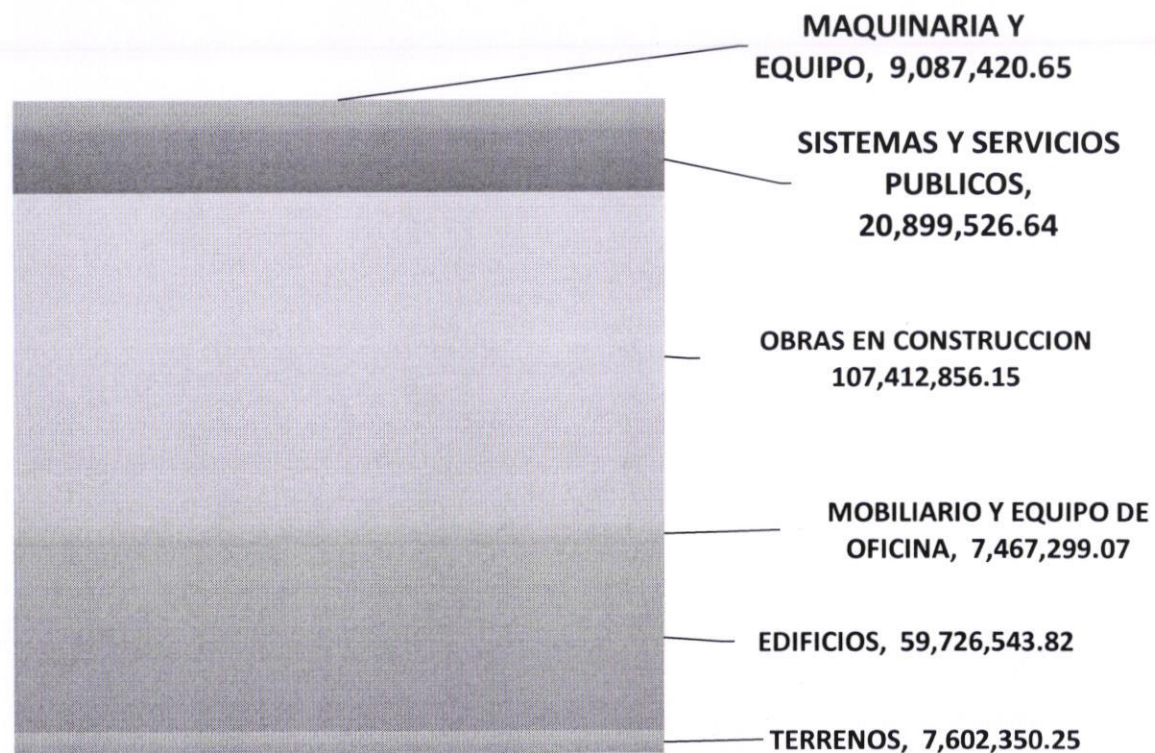 MAQUINARIA Y
EQUIPO, 9,087,420.65
SISTEMAS Y SERVICIOS
PUBLICOS,
20,899,526.64
OBRAS EN CONSTRUCCION
107,412,856.15
MOBILIARIO Y EQUIPO DE
OFICINA, 7,467,299.07
EDIFICIOS, 59,726,543.82
TERRENOS, 7,602,350.25